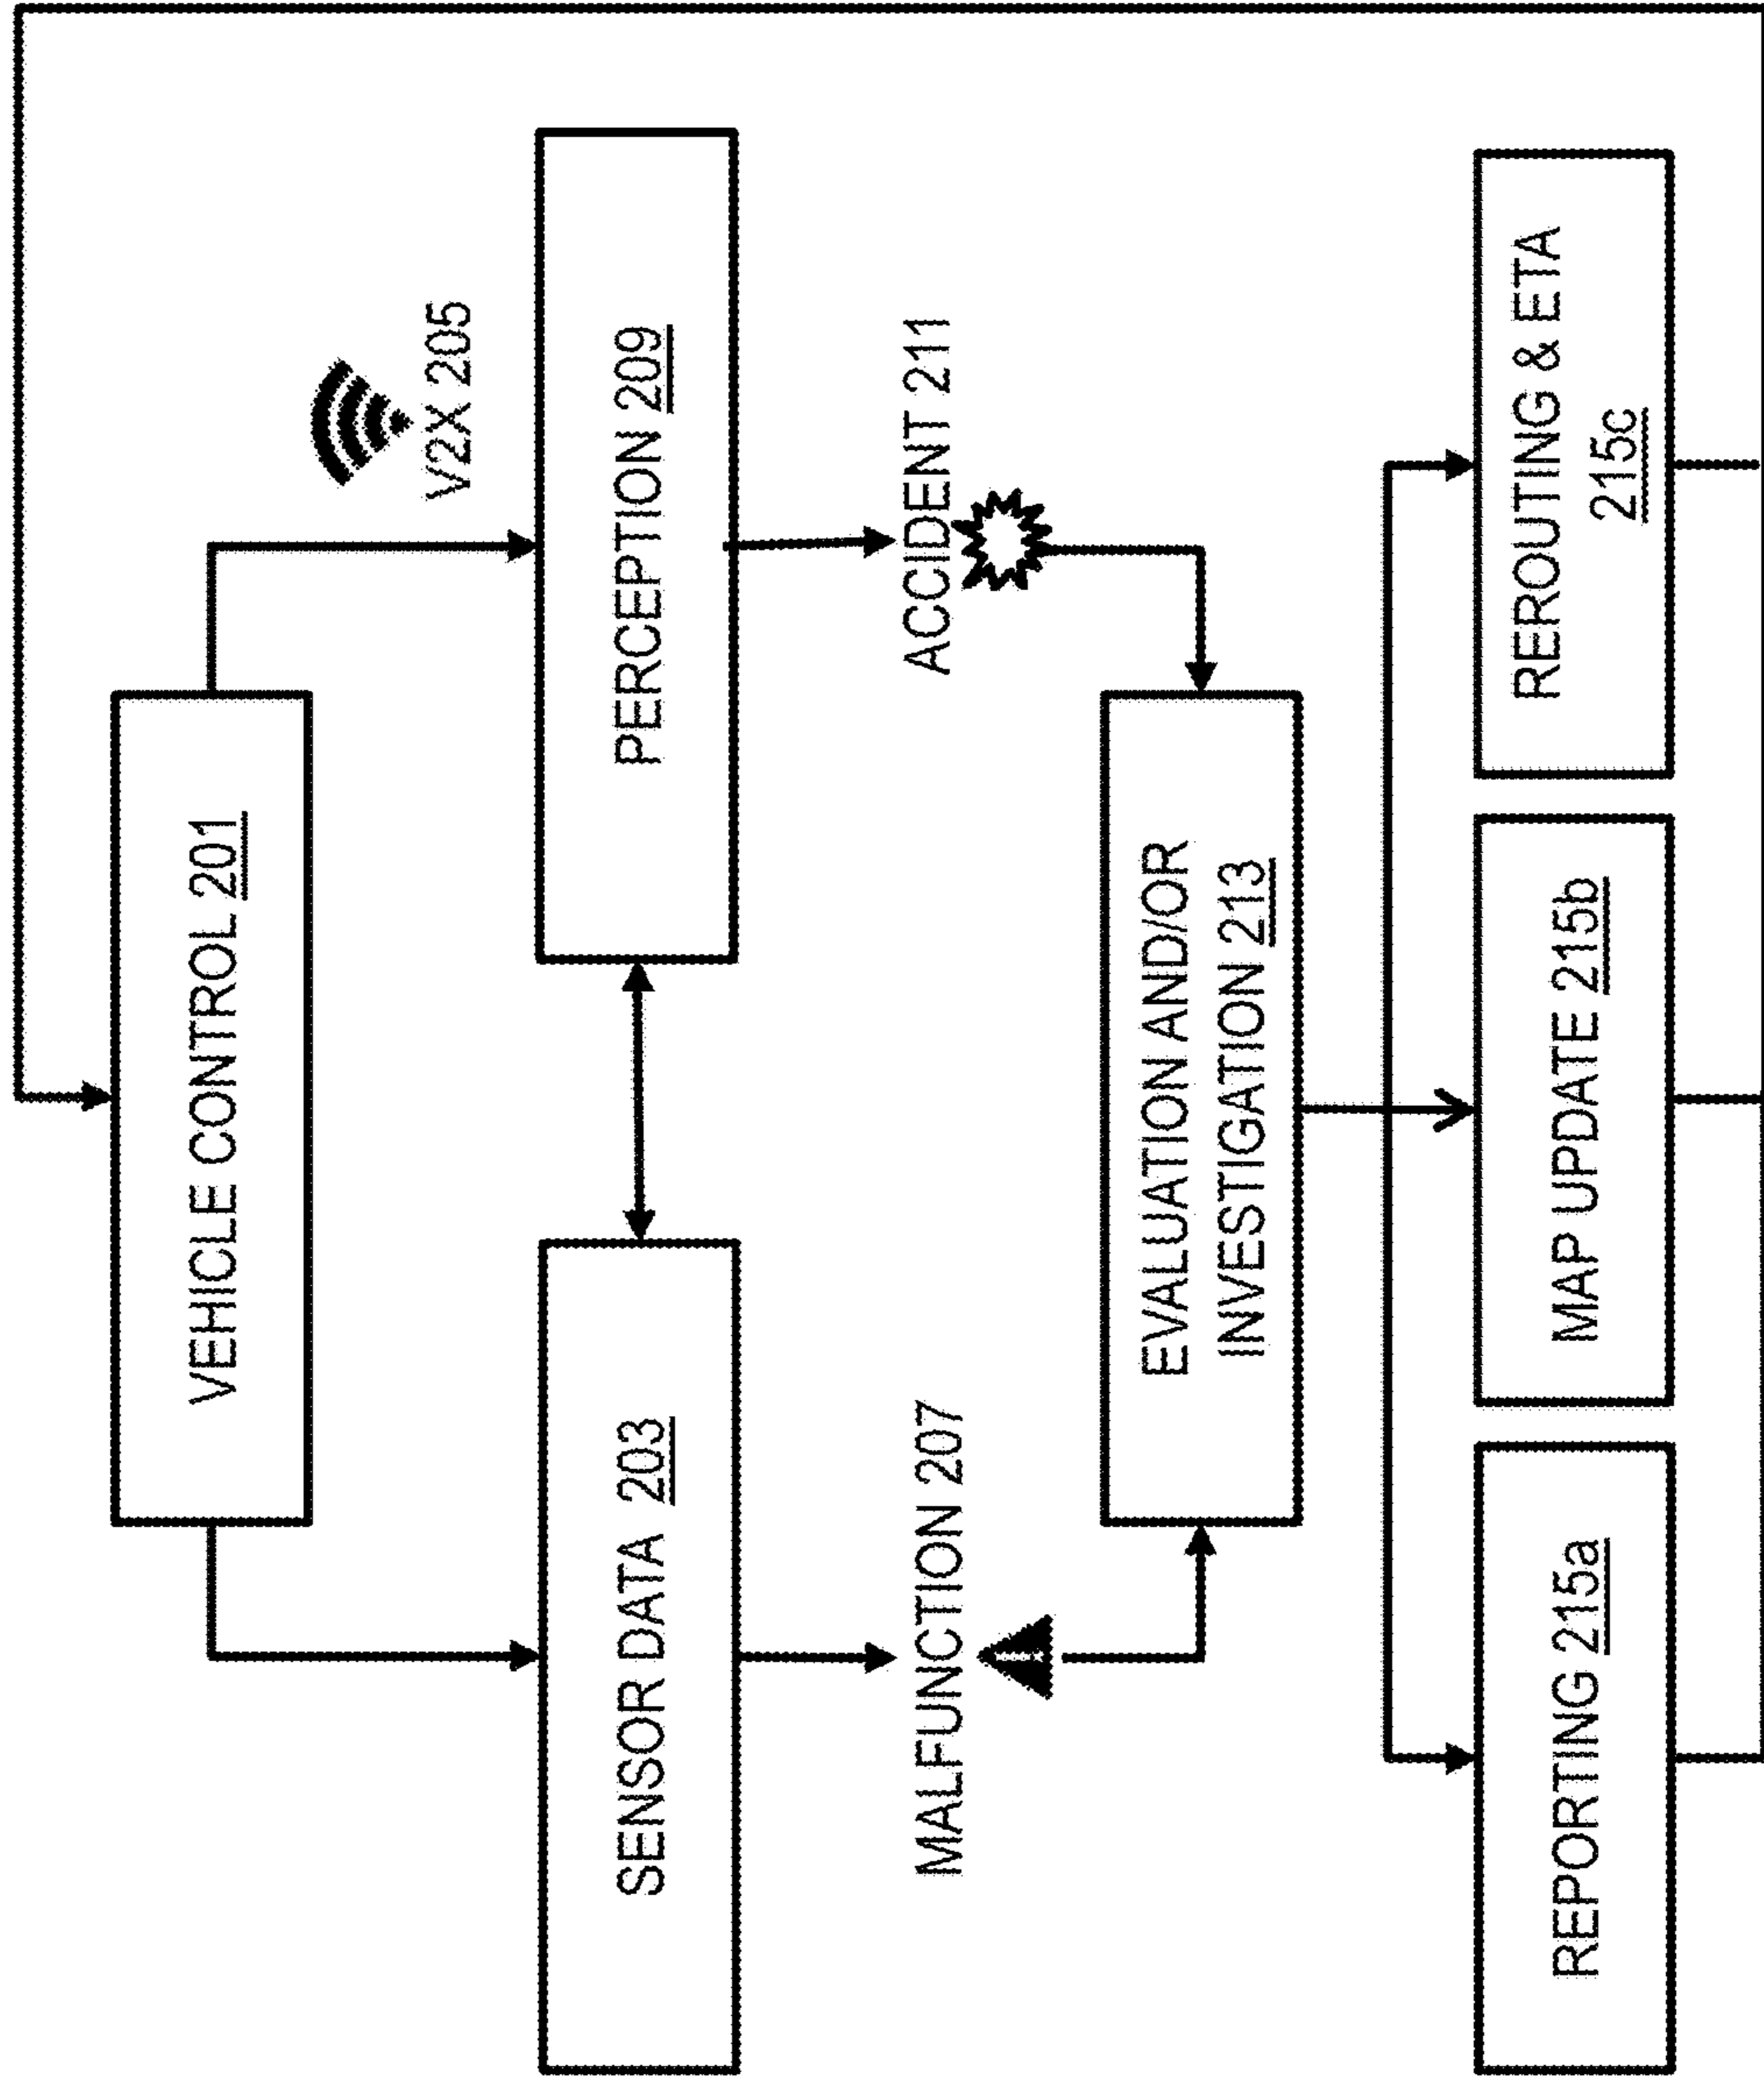 VEHICLE CONTROL 201
V2X 205
SENSOR DATA 203
PERCEPTION 209
MALFUNCTION 207
ACCIDENT 211
EVALUATION AND/OR
INVESTIGATION 213
REPORTING 215a
MAP UPDATE 215b
REROUTING & ETA
215c